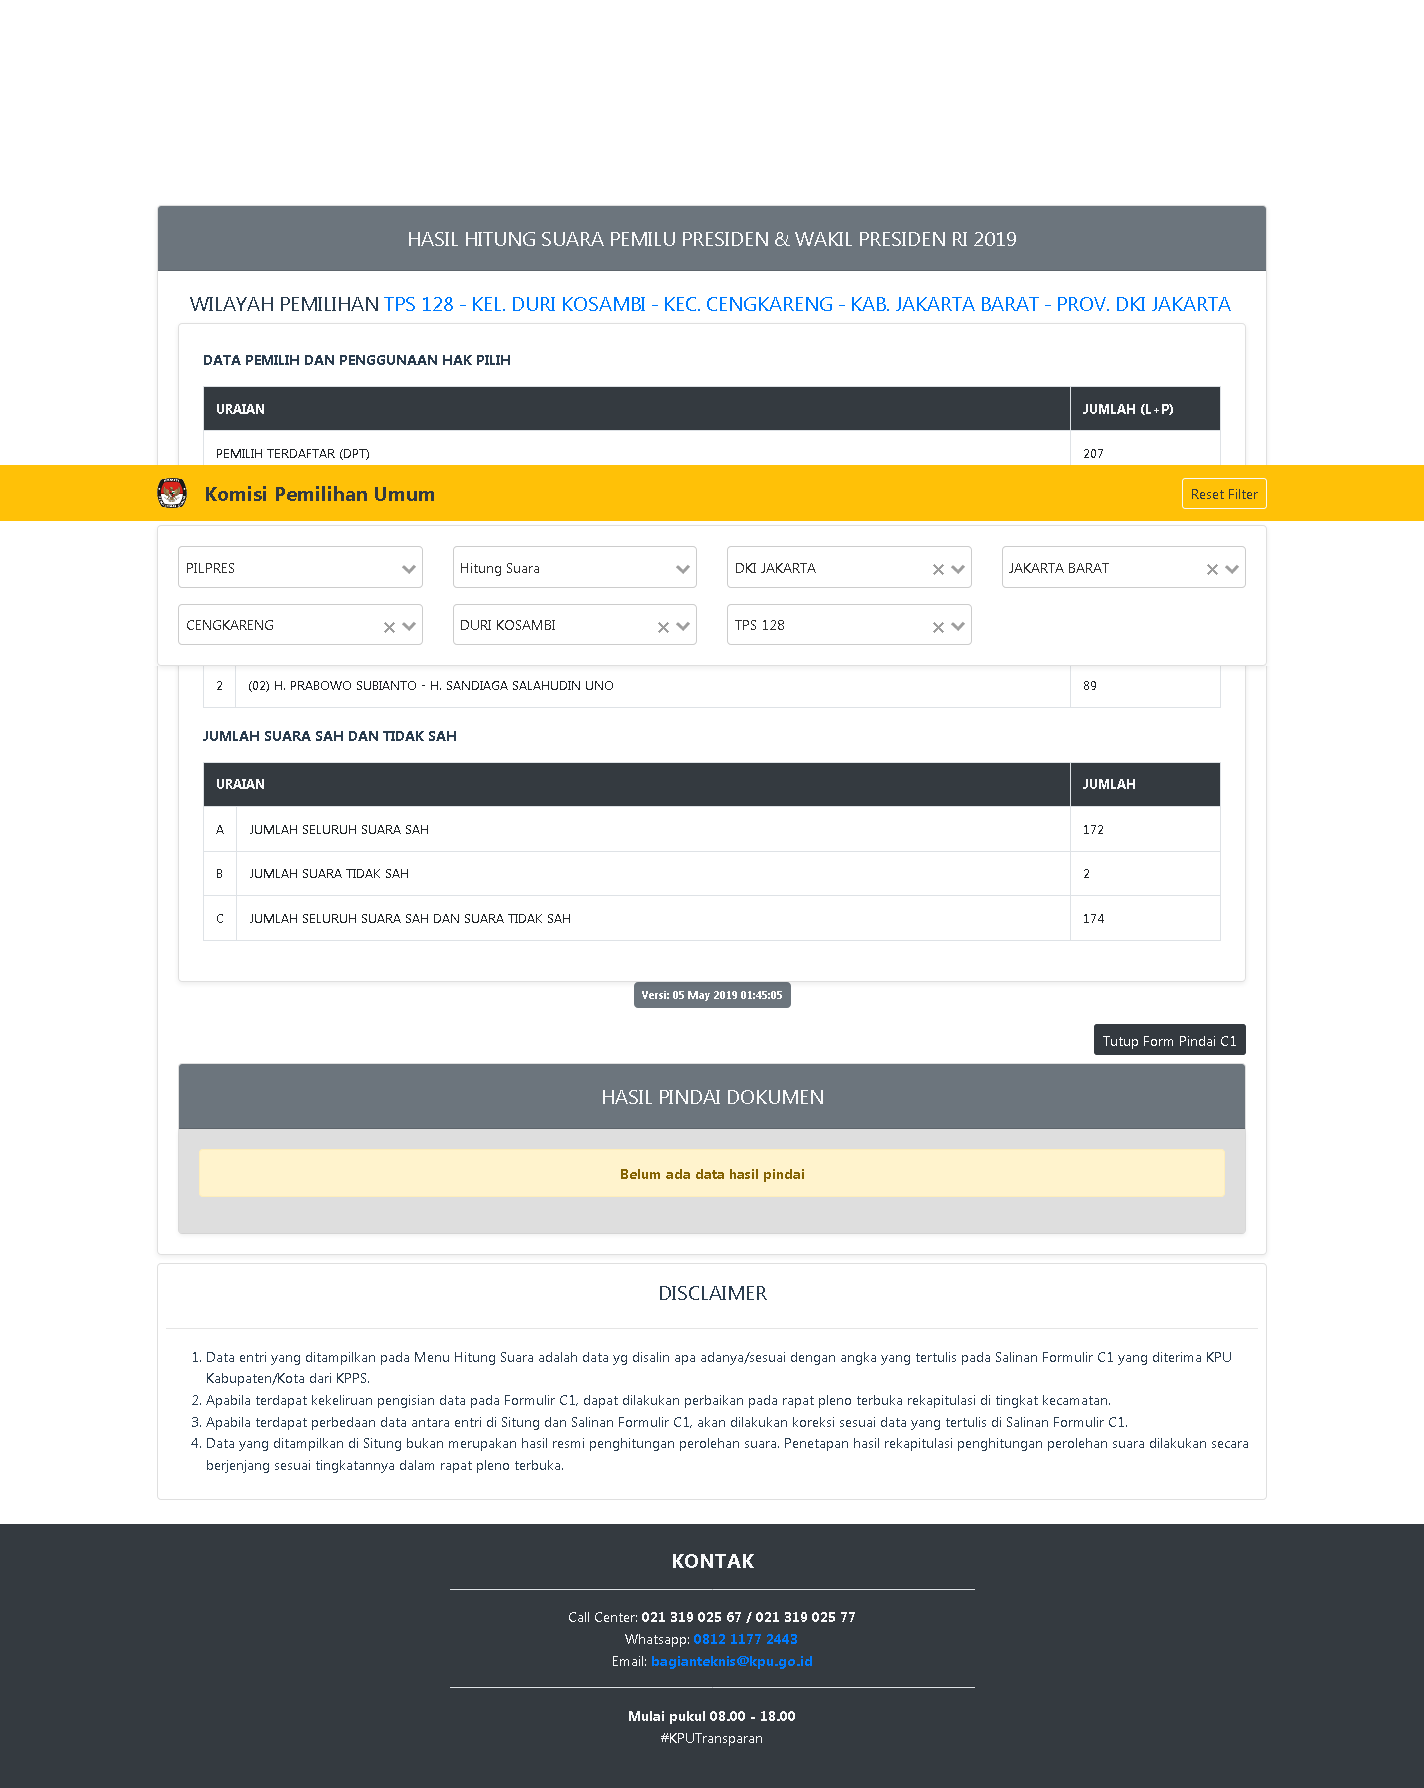 HASIL HITUNG SUARA PEMILU PRESIDEN & WAKIL PRESIDEN RI 2019
WILAYAH PEMILIHAN TPS 128 - KEL. DURI KOSAMBI - KEC. CENGKARENG - KAB. JAKARTA BARAT - PROV. DKI JAKARTA
DATA PEMILIH DAN PENGGUNAAN HAK PILIH
URAIAN JUMLAH (L+P)
PEMILIH TERDAFTAR (DPT) 207
Komisi Pemilihan Umum Reset Filter
PILPRES Hitung Suara DKI JAKARTA JAKARTA BARAT
CENGKARENG DURI KOSAMBI TPS 128
2 (02) H. PRABOWO SUBIANTO - H. SANDIAGA SALAHUDIN UNO 89
JUMLAH SUARA SAH DAN TIDAK SAH
URAIAN JUMLAH
A JUMLAH SELURUH SUARA SAH 172
B JUMLAH SUARA TIDAK SAH 2
C JUMLAH SELURUH SUARA SAH DAN SUARA TIDAK SAH 174
Versi: 05 May 2019 01:45:05
Tutup Form Pindai C1
HASIL PINDAI DOKUMEN
Belum ada data hasil pindai
DISCLAIMER
1. Data entri yang ditampilkan pada Menu Hitung Suara adalah data yg disalin apa adanya/sesuai dengan angka yang tertulis pada Salinan Formulir C1 yang diterima KPU
Kabupaten/Kota dari KPPS.
2. Apabila terdapat kekeliruan pengisian data pada Formulir C1, dapat dilakukan perbaikan pada rapat pleno terbuka rekapitulasi di tingkat kecamatan.
3. Apabila terdapat perbedaan data antara entri di Situng dan Salinan Formulir C1, akan dilakukan koreksi sesuai data yang tertulis di Salinan Formulir C1.
4. Data yang ditampilkan di Situng bukan merupakan hasil resmi penghitungan perolehan suara. Penetapan hasil rekapitulasi penghitungan perolehan suara dilakukan secara
berjenjang sesuai tingkatannya dalam rapat pleno terbuka.
KONTAK
Call Center: 021 319 025 67 / 021 319 025 77
Whatsapp: 0812 1177 2443
Email: bagianteknis@kpu.go.id
Mulai pukul 08.00 - 18.00
#KPUTransparan